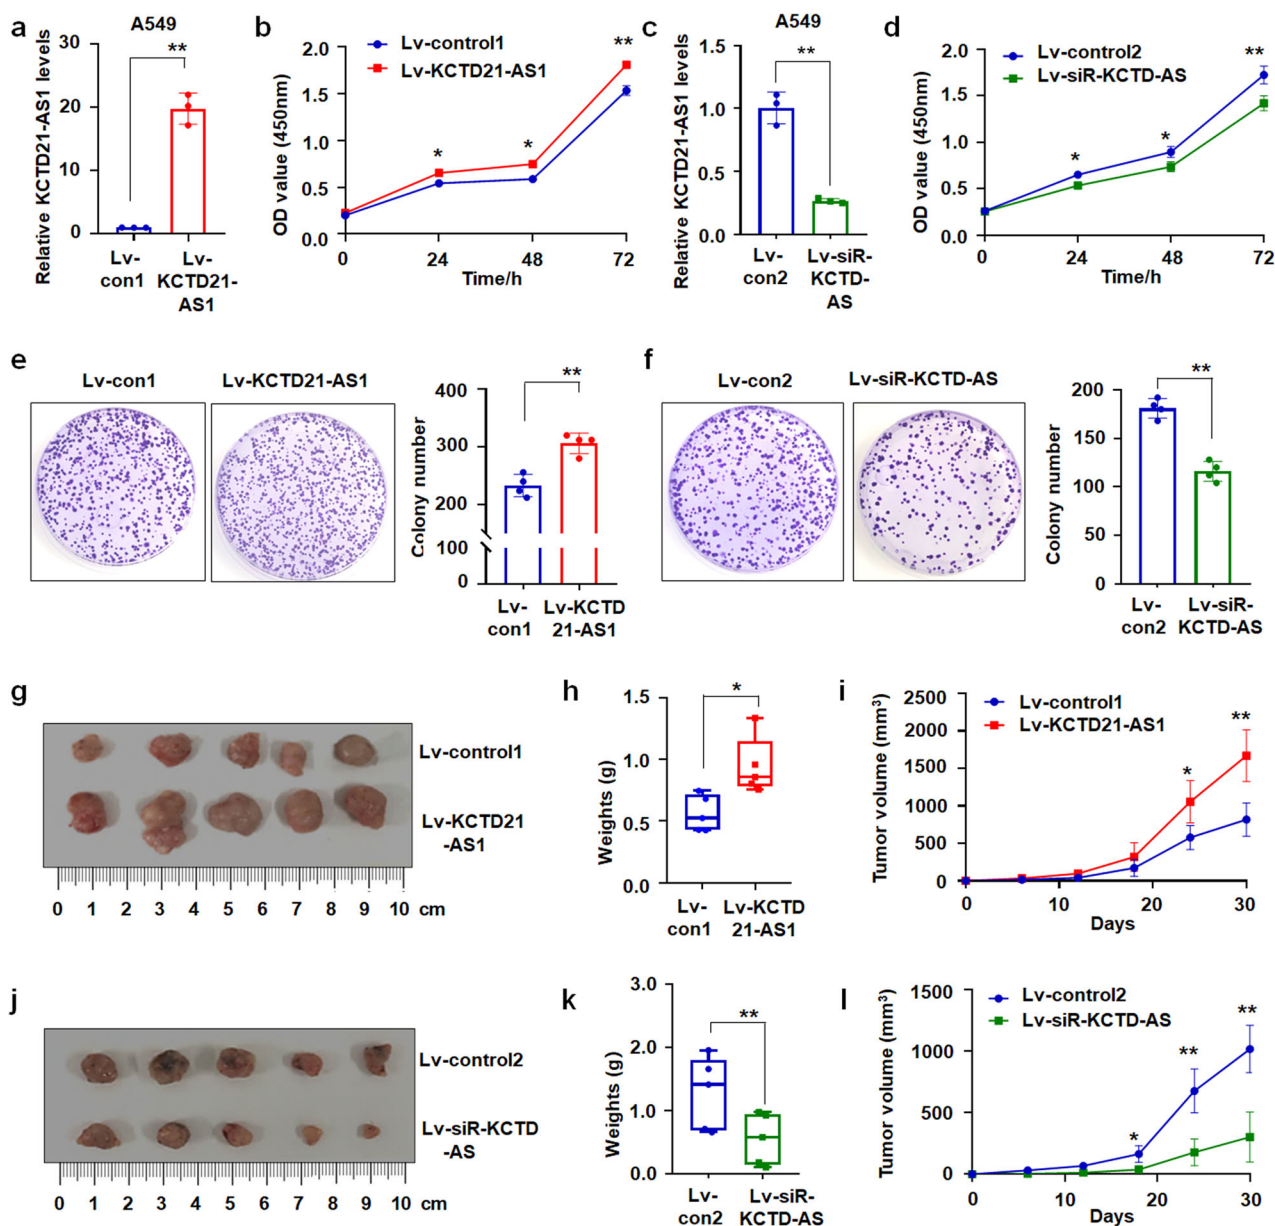 a
A549
Relative KCTD21-AS1 levels
30
20
10
0
**
Lv-
con1
Lv-
KCTD21-
AS1
b
Lv-control1
Lv-KCTD21-AS1
OD value (450nm)
2.0
1.5
1.0
0.5
0.0
*
*
**
0
24
48
72
Time/h
c
A549
Relative KCTD21-AS1 levels
1.5
1.0
0.5
0.0
**
Lv-
con2
Lv-siR-
KCTD-
AS
d
Lv-control2
Lv-siR-KCTD-AS
OD value (450nm)
2.0
1.5
1.0
0.5
0.0
*
*
**
0
24
48
72
Time/h
e
Lv-con1
Lv-KCTD21-AS1
Colony number
400
300
200
100
0
**
Lv-
con1
Lv-KCTD
21-AS1
f
Lv-con2
Lv-siR-KCTD-AS
Colony number
200
150
100
50
0
**
Lv-
con2
Lv-siR-
KCTD-AS
g
Lv-control1
Lv-KCTD21
-AS1
0 1 2 3 4 5 6 7 8 9 10 cm
h
Weights (g)
1.5
1.0
0.5
0.0
*
Lv-
con1
Lv-KCTD
21-AS1
i
Lv-control1
Lv-KCTD21-AS1
Tumor volume (mm³)
2500
2000
1500
1000
500
0
*
**
0
10
20
30
Days
j
Lv-control2
Lv-siR-KCTD
-AS
0 1 2 3 4 5 6 7 8 9 10 cm
k
Weights (g)
3.0
2.0
1.0
0.0
**
Lv-
con2
Lv-siR-
KCTD-AS
l
Lv-control2
Lv-siR-KCTD-AS
Tumor volume (mm³)
1500
1000
500
0
*
**
**
0
10
20
30
Days